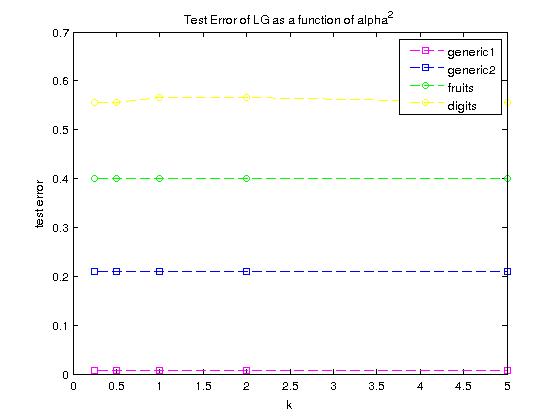 Test Error of LG as a function of alpha²
0.7
0.6
0.5
0.4
0.3
0.2
0.1
0
test error
generic1
generic2
fruits
digits
0 0.5 1 1.5 2 2.5 3 3.5 4 4.5 5
k